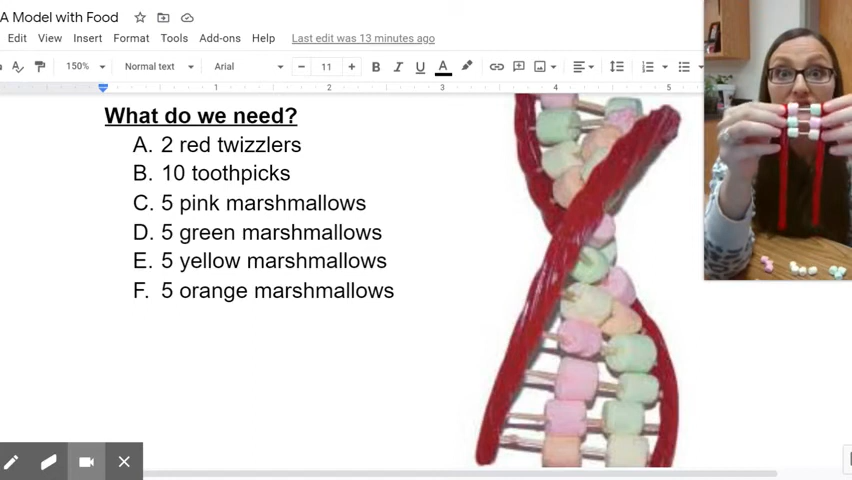 A Model with Food
Edit View Insert Format Tools Add-ons Help Last edit was 13 minutes ago
150% Normal text Arial 11 B I U A
1 2 3 4 5
What do we need?
A. 2 red twizzlers
B. 10 toothpicks
C. 5 pink marshmallows
D. 5 green marshmallows
E. 5 yellow marshmallows
F. 5 orange marshmallows